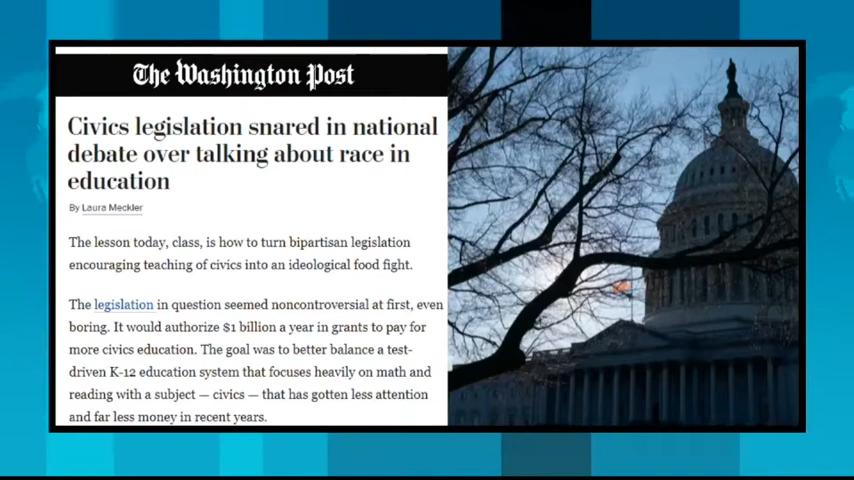 The Washington Post
Civics legislation snared in national
debate over talking about race in
education
By Laura Meckler
The lesson today, class, is how to turn bipartisan legislation
encouraging teaching of civics into an ideological food fight.
The legislation in question seemed noncontroversial at first, even
boring. It would authorize $1 billion a year in grants to pay for
more civics education. The goal was to better balance a test-
driven K-12 education system that focuses heavily on math and
reading with a subject — civics — that has gotten less attention
and far less money in recent years.